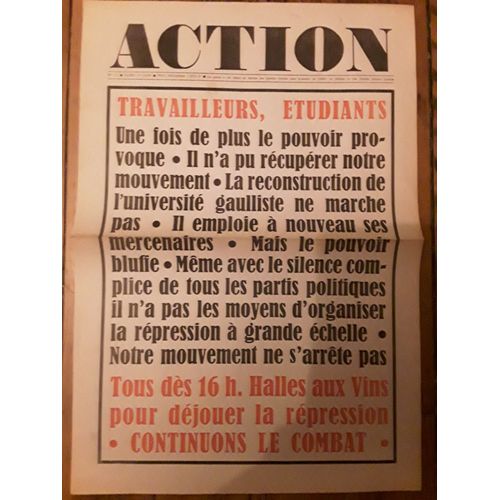 ACTION
TRAVAILLEURS, ETUDIANTS
Une fois de plus le pouvoir pro-
voque • Il n'a pu récupérer notre
mouvement • La reconstruction de
l'université gaulliste ne marche
pas • Il emploie à nouveau ses
mercenaires • Mais le pouvoir
bluffe • Même avec le silence com-
plice de tous les partis politiques
il n'a pas les moyens d'organiser
la répression à grande échelle •
Notre mouvement ne s'arrête pas
Tous dès 16 h. Halles aux Vins
pour déjouer la répression
• CONTINUONS LE COMBAT •